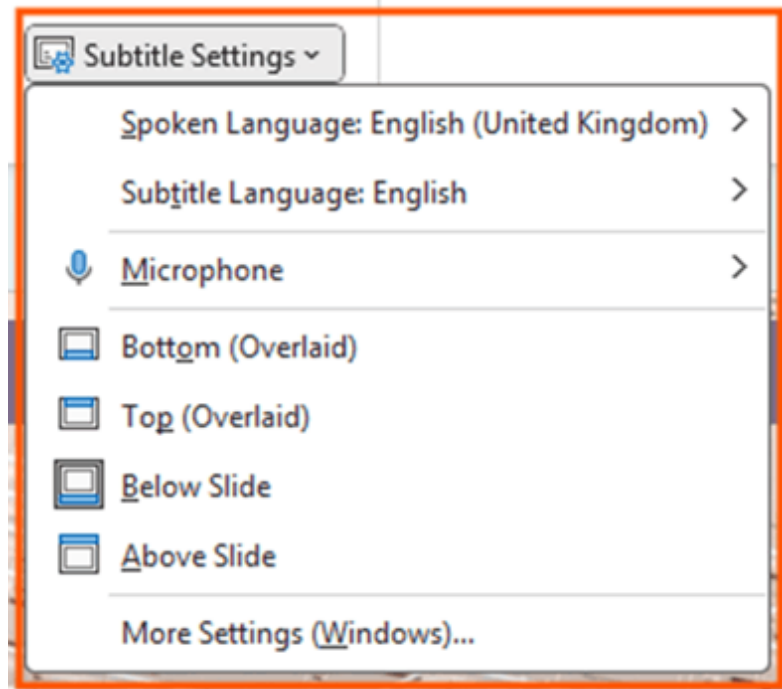 Subtitle Settings
Spoken Language: English (United Kingdom)
Subtitle Language: English
Microphone
Bottom (Overlaid)
Top (Overlaid)
Below Slide
Above Slide
More Settings (Windows)...